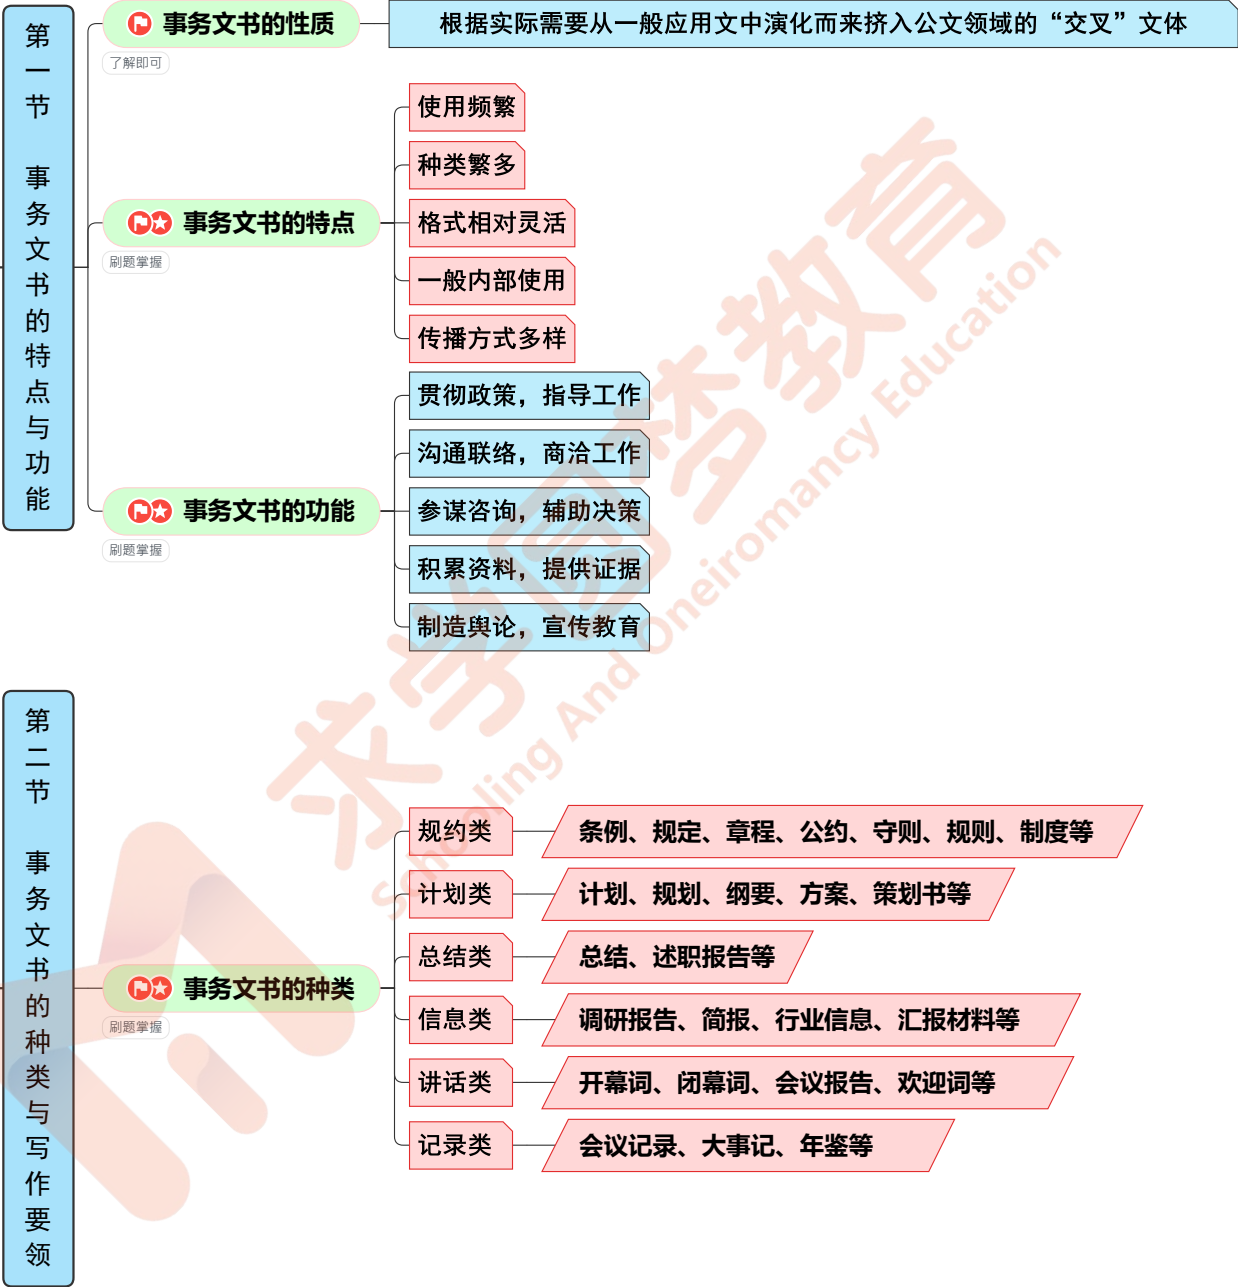 第一节 事务文书的特点与功能
事务文书的性质
了解即可
根据实际需要从一般应用文中演化而来挤入公文领域的“交叉”文体
事务文书的特点
刷题掌握
使用频繁
种类繁多
格式相对灵活
一般内部使用
传播方式多样
事务文书的功能
刷题掌握
贯彻政策，指导工作
沟通联络，商洽工作
参谋咨询，辅助决策
积累资料，提供证据
制造舆论，宣传教育
第二节 事务文书的种类与写作要领
事务文书的种类
刷题掌握
规约类
条例、规定、章程、公约、守则、规则、制度等
计划类
计划、规划、纲要、方案、策划书等
总结类
总结、述职报告等
信息类
调研报告、简报、行业信息、汇报材料等
讲话类
开幕词、闭幕词、会议报告、欢迎词等
记录类
会议记录、大事记、年鉴等
求学圆梦教育
Schooling And Oneiromancy Education